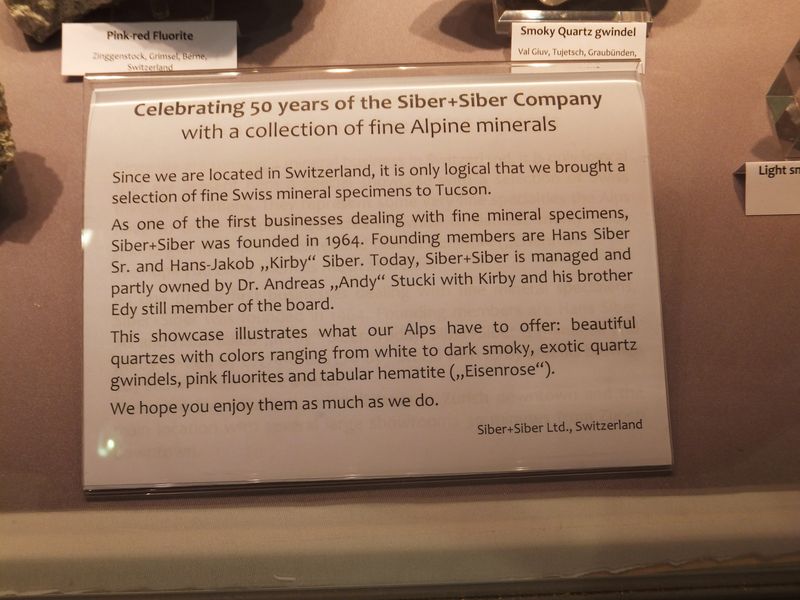 Pink-red Fluorite
Zinggenstock, Grimsel, Berne,
Switzerland
Smoky Quartz gwindel
Val Giuv, Tujetsch, Graubünden,
Celebrating 50 years of the Siber+Siber Company
with a collection of fine Alpine minerals
Since we are located in Switzerland, it is only logical that we brought a
selection of fine Swiss mineral specimens to Tucson.
As one of the first businesses dealing with fine mineral specimens,
Siber+Siber was founded in 1964. Founding members are Hans Siber
Sr. and Hans-Jakob „Kirby“ Siber. Today, Siber+Siber is managed and
partly owned by Dr. Andreas „Andy“ Stucki with Kirby and his brother
Edy still member of the board.
This showcase illustrates what our Alps have to offer: beautiful
quartzes with colors ranging from white to dark smoky, exotic quartz
gwindels, pink fluorites and tabular hematite („Eisenrose“).
We hope you enjoy them as much as we do.
Siber+Siber Ltd., Switzerland
Light